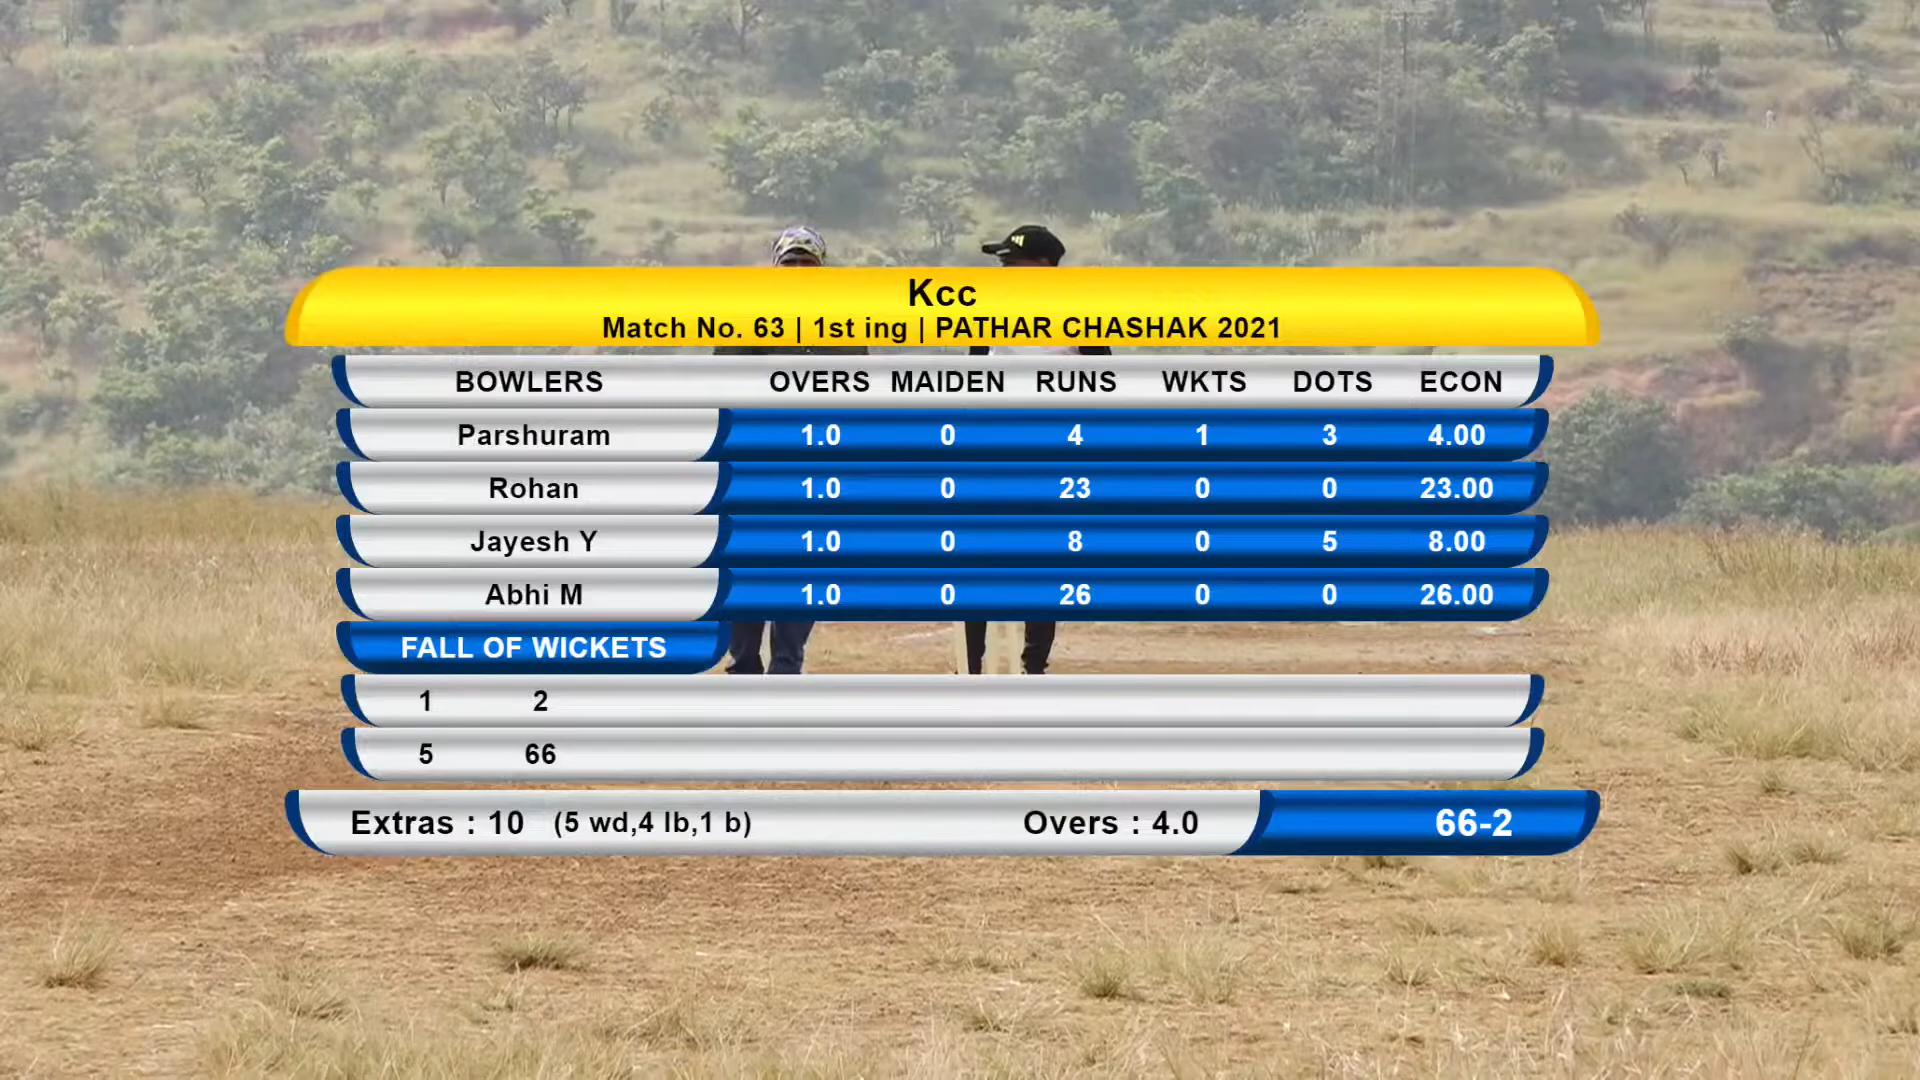 Kcc
Match No. 63 | 1st ing | PATHAR CHASHAK 2021
BOWLERS OVERS MAIDEN RUNS WKTS DOTS ECON
Parshuram 1.0 0 4 1 3 4.00
Rohan 1.0 0 23 0 0 23.00
Jayesh Y 1.0 0 8 0 5 8.00
Abhi M 1.0 0 26 0 0 26.00
FALL OF WICKETS
1 2
5 66
Extras : 10 (5 wd,4 lb,1 b) Overs : 4.0 66-2